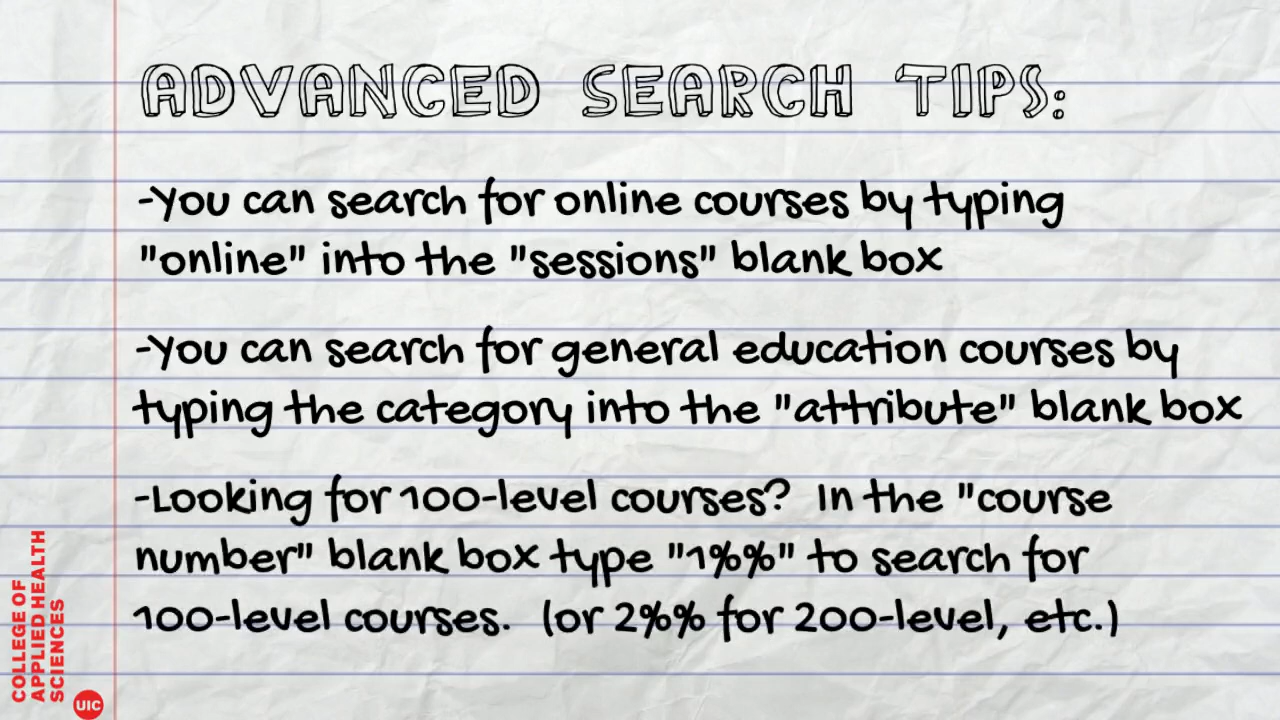 ADVANCED SEARCH TIPS:
-You can search for online courses by typing
"online" into the "sessions" blank box
-You can search for general education courses by
typing the category into the "attribute" blank box
-Looking for 100-level courses? In the "course
number" blank box type "1%%" to search for
100-level courses. (or 2%% for 200-level, etc.)
COLLEGE OF
APPLIED HEALTH
SCIENCES
UIC